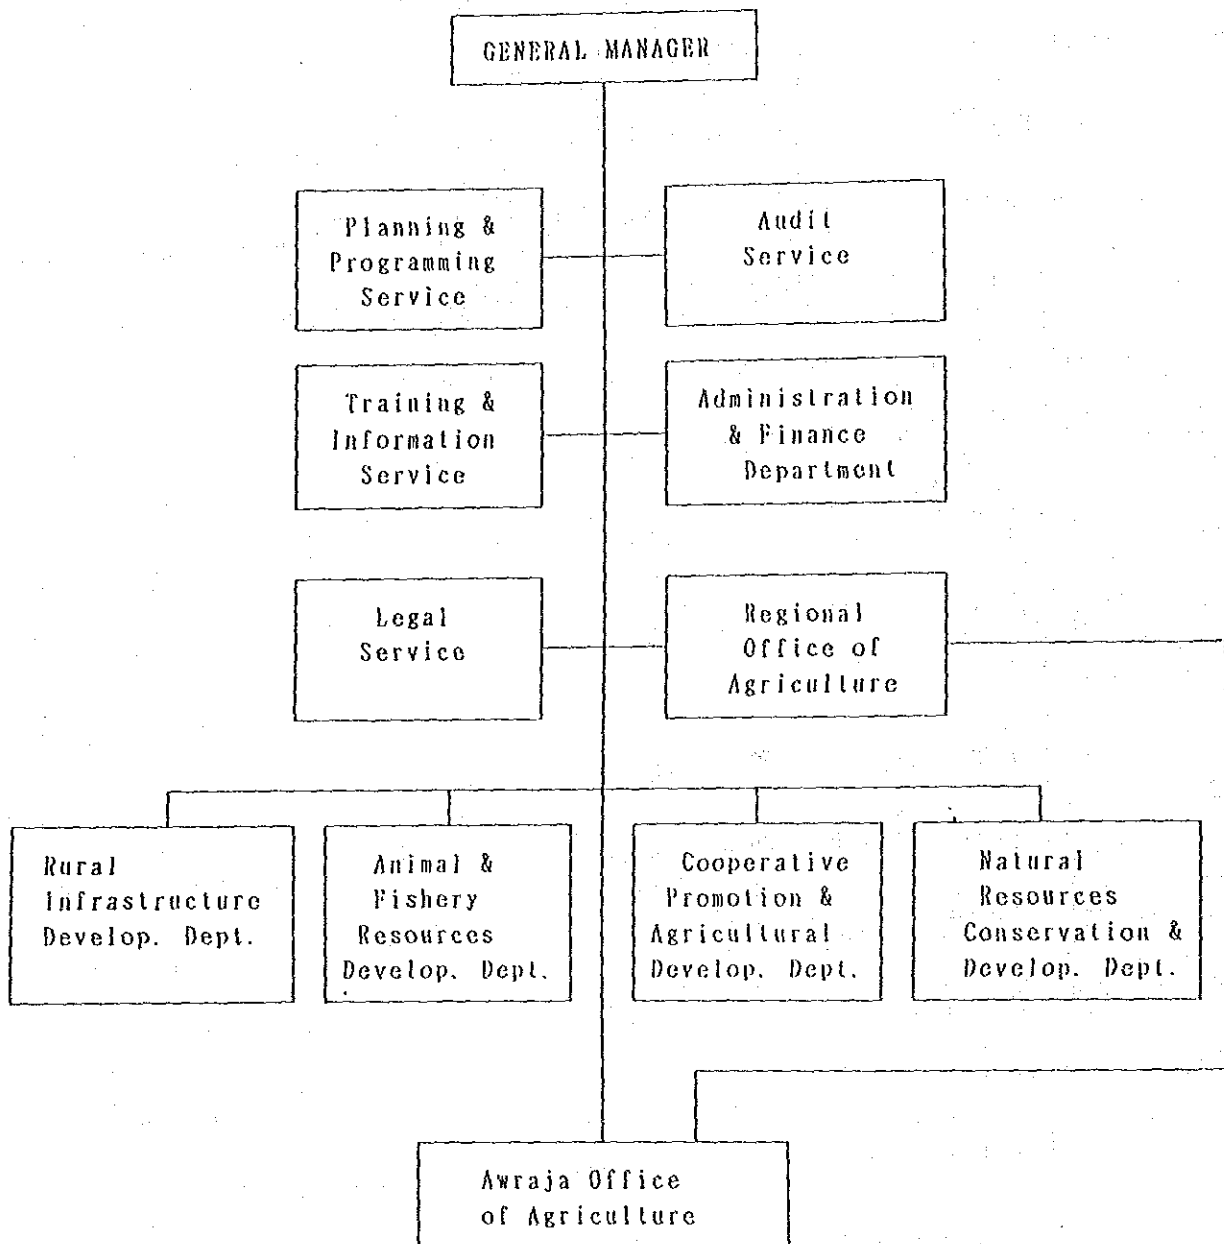 GENERAL MANAGER
Planning &
Programming
Service
Audit
Service
Training &
Information
Service
Administration
& Finance
Department
Legal
Service
Regional
Office of
Agriculture
Rural
Infrastructure
Develop. Dept.
Animal &
Fishery
Resources
Develop. Dept.
Cooperative
Promotion &
Agricultural
Develop. Dept.
Natural
Resources
Conservation &
Develop. Dept.
Awraja Office
of Agriculture